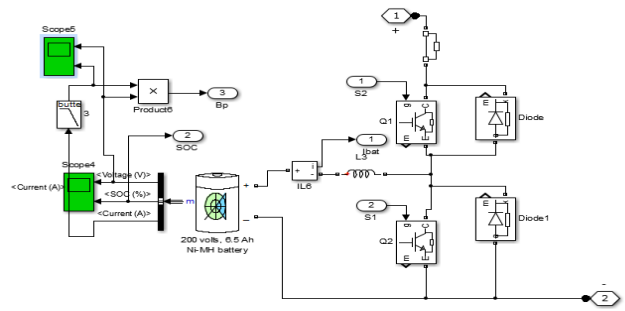 1
+
Scope5
S2
1
g
C
m
E
Q1
m
k
Diode
×
Product6
3
Bp
butte
3
2
SOC
1
Ibat
Scope4
<Voltage (V)>
<Current (A)>
<SOC (%)>
<Current (A)>
m
+
-
+
-
i
IL6
L3
2
S1
g
C
m
E
Q2
m
k
Diode1
200 volts, 6.5 Ah
Ni-MH battery
-
2